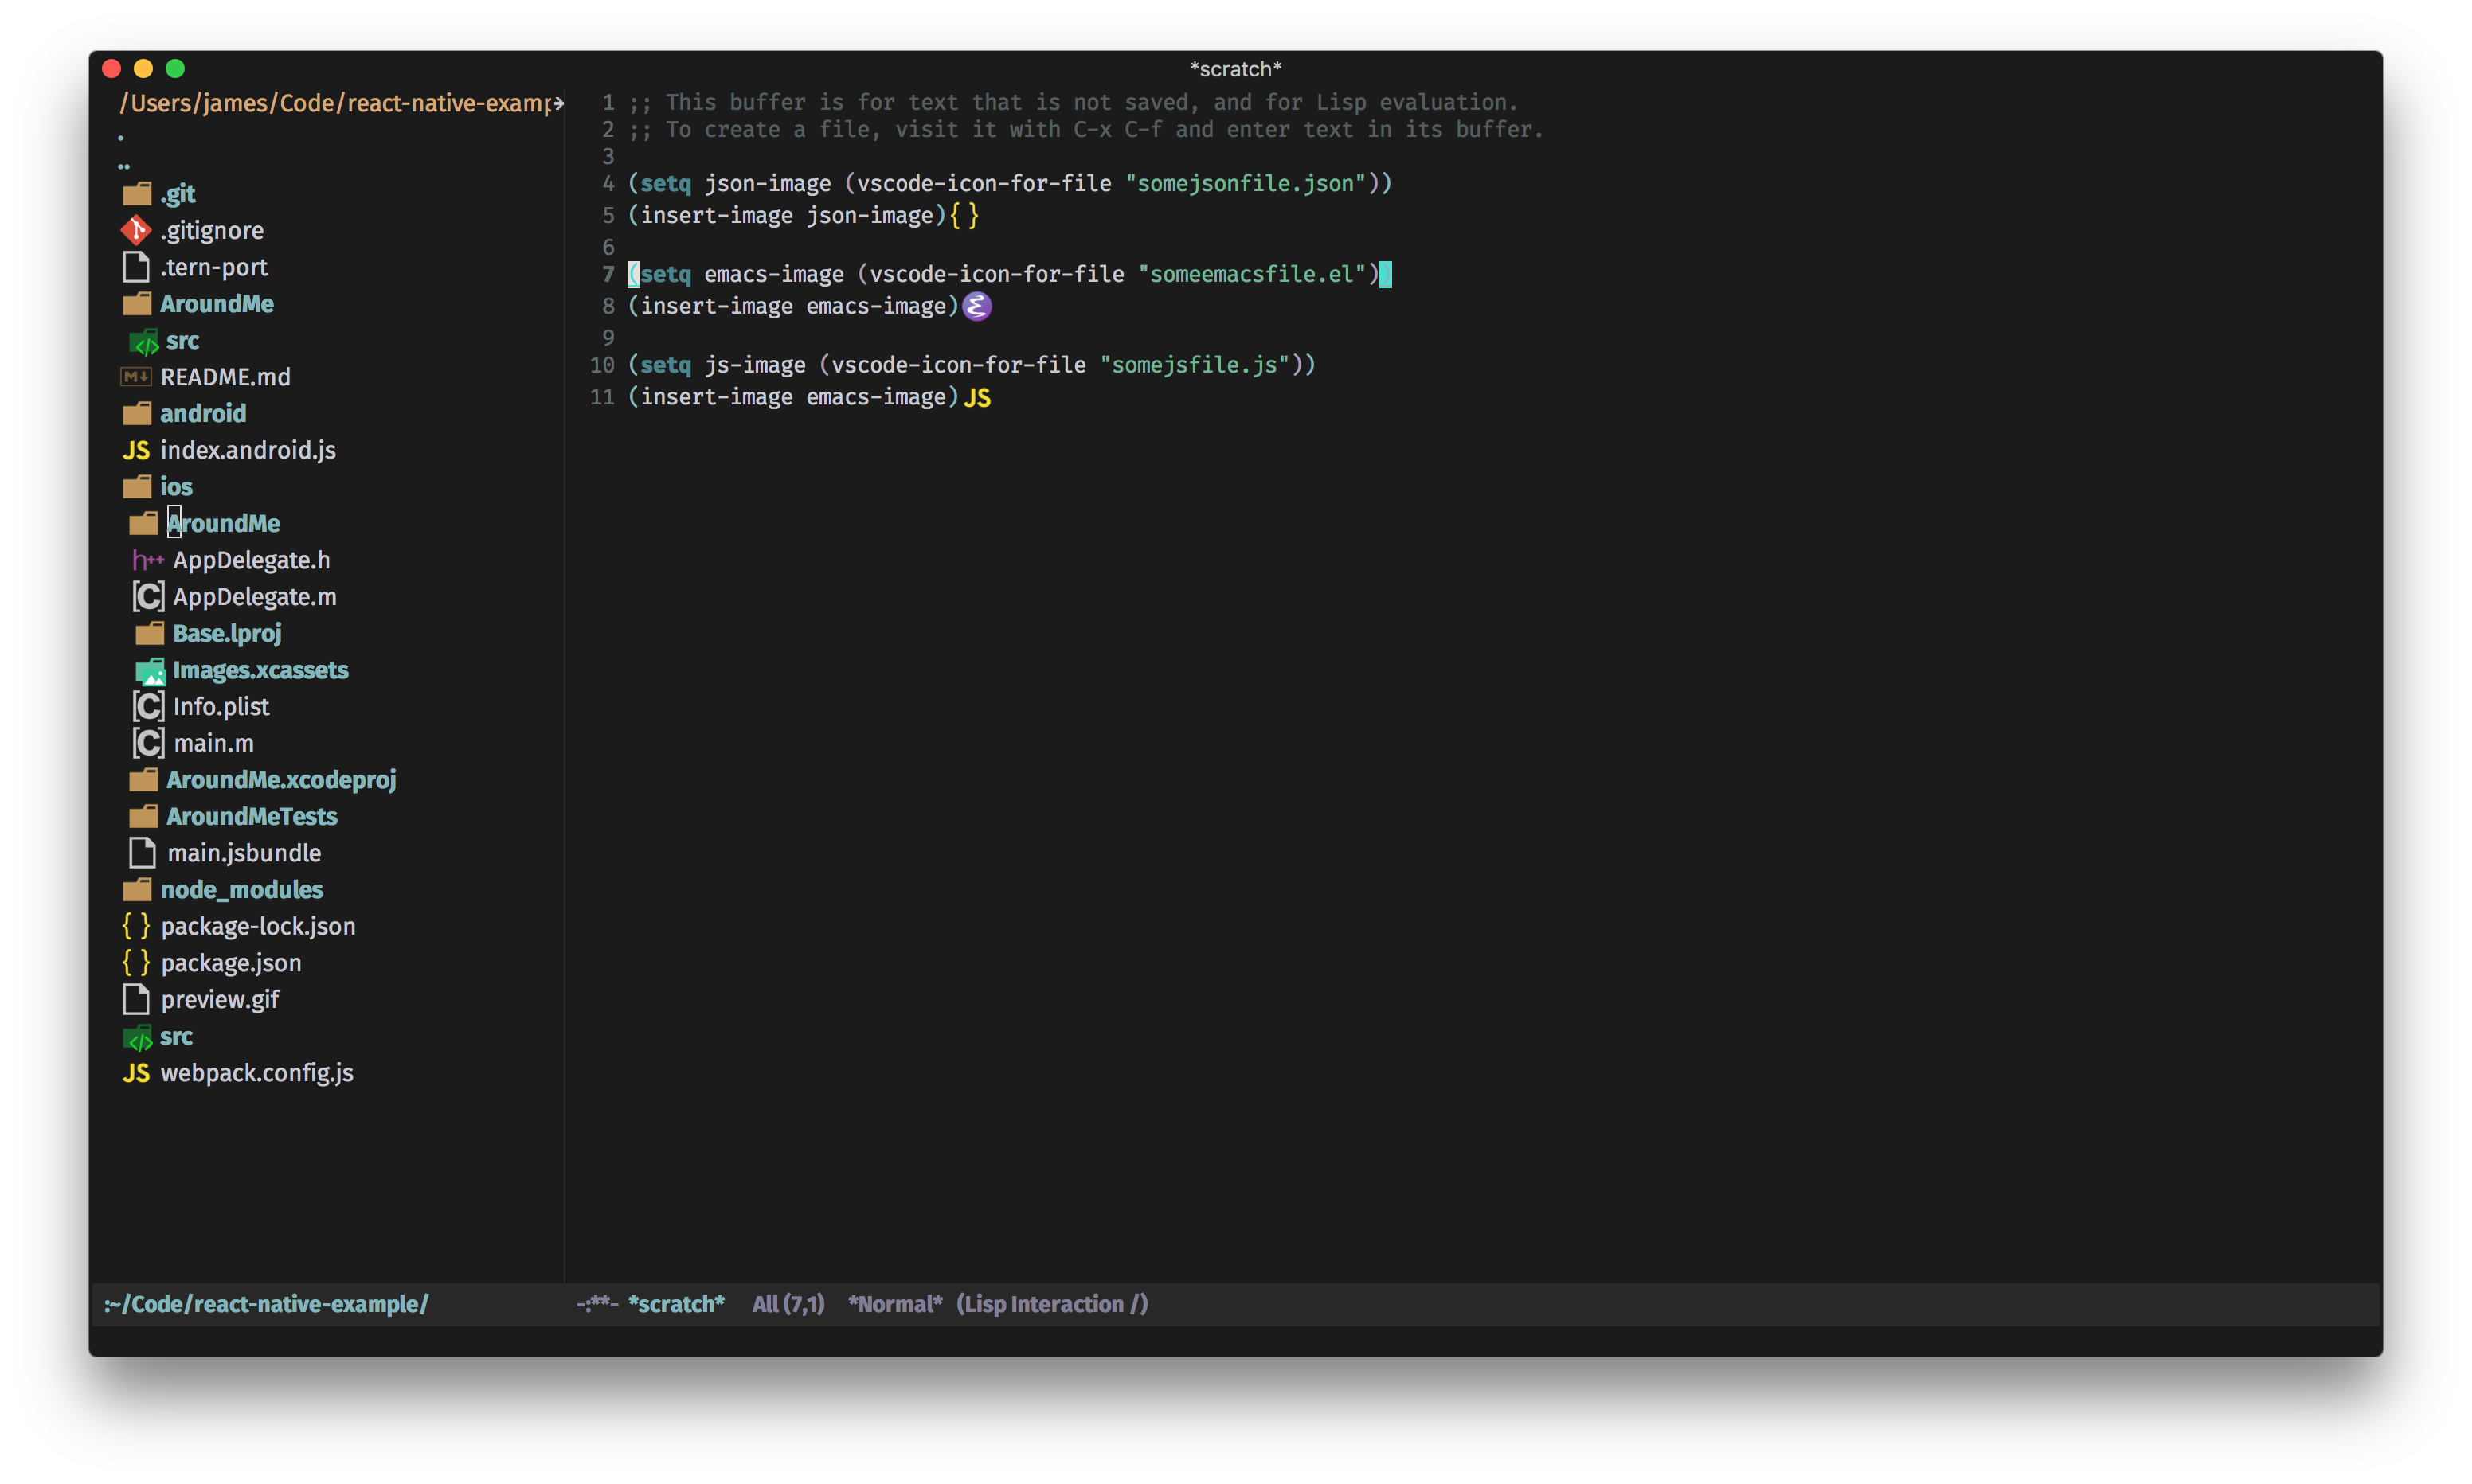 *scratch*
/Users/james/Code/react-native-examp
.
..
.git
.gitignore
.tern-port
AroundMe
src
README.md
android
JS index.android.js
ios
AroundMe
h++ AppDelegate.h
[C] AppDelegate.m
Base.lproj
Images.xcassets
[C] Info.plist
[C] main.m
AroundMe.xcodeproj
AroundMeTests
main.jsbundle
node_modules
{ } package-lock.json
{ } package.json
preview.gif
</> src
JS webpack.config.js
:~/Code/react-native-example/
1 ;; This buffer is for text that is not saved, and for Lisp evaluation.
2 ;; To create a file, visit it with C-x C-f and enter text in its buffer.
3
4 (setq json-image (vscode-icon-for-file "somejsonfile.json"))
5 (insert-image json-image){ }
6
7 (setq emacs-image (vscode-icon-for-file "someemacsfile.el"))
8 (insert-image emacs-image)
9
10 (setq js-image (vscode-icon-for-file "somejsfile.js"))
11 (insert-image emacs-image)JS
-:**- *scratch* All (7,1) *Normal* (Lisp Interaction /)